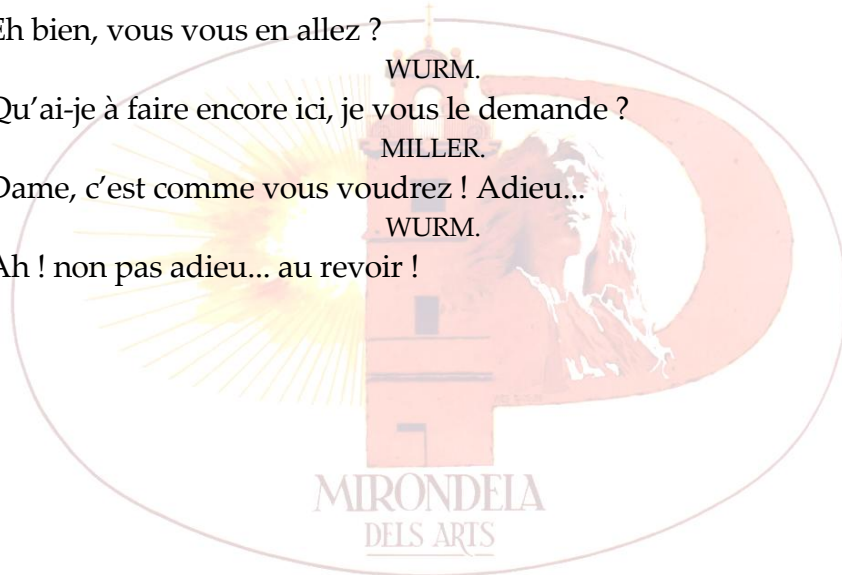 Eh bien, vous vous en allez ?
WURM.
Qu’ai-je à faire encore ici, je vous le demande ?
MILLER.
Dame, c’est comme vous voudrez ! Adieu...
WURM.
Ah ! non pas adieu... au revoir !
MIRONDELA
DELS ARTS